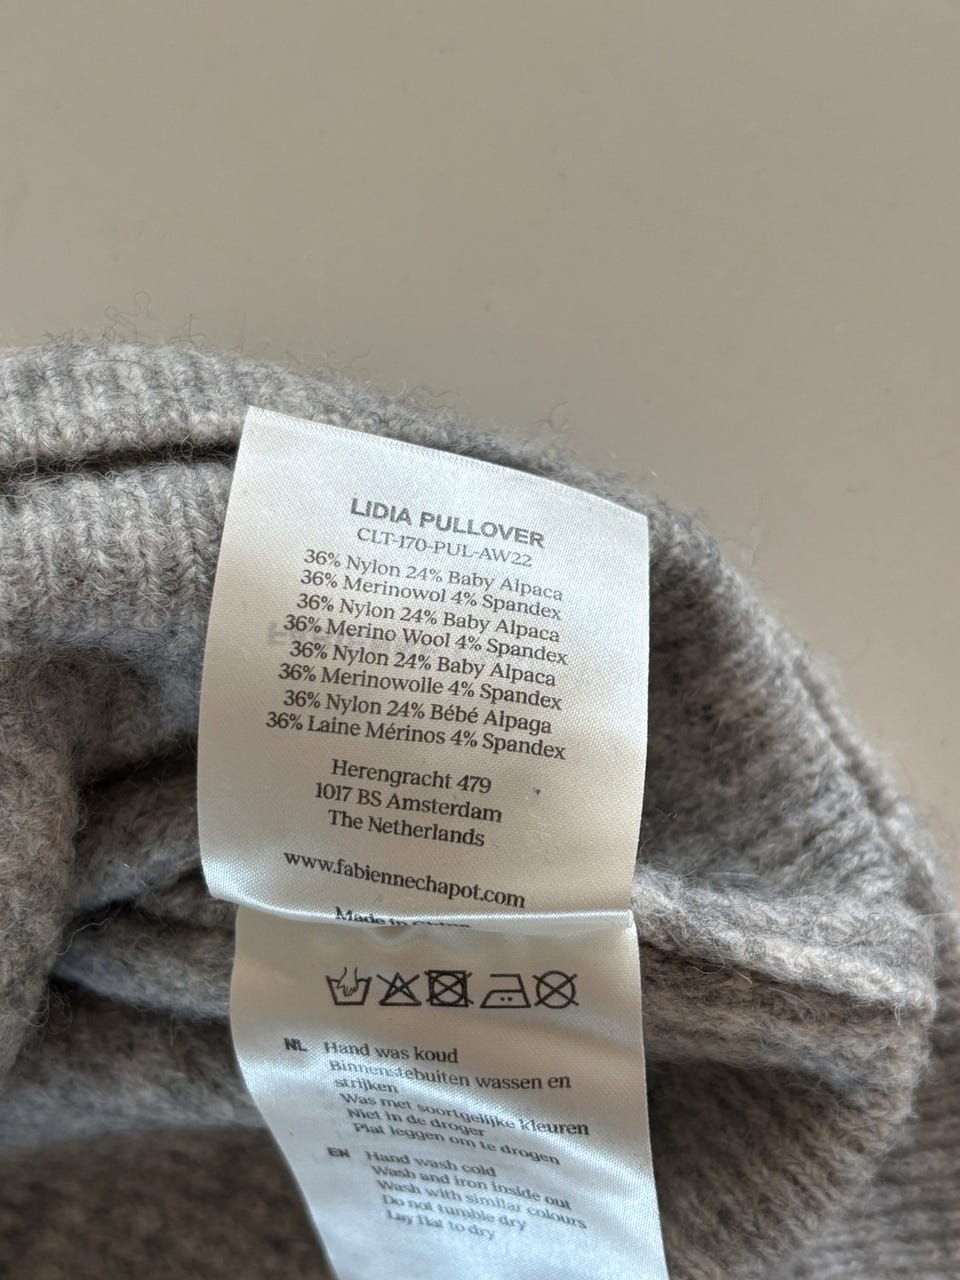 LIDIA PULLOVER
CLT-170-PUL-AW22
36% Nylon 24% Baby Alpaca
36% Merinowol 4% Spandex
36% Nylon 24% Baby Alpaca
36% Merino Wool 4% Spandex
36% Nylon 24% Baby Alpaca
36% Merinowolle 4% Spandex
36% Nylon 24% Bébé Alpaga
36% Laine Mérinos 4% Spandex
Herengracht 479
1017 BS Amsterdam
The Netherlands
www.fabiennechapot.com
Made in
NL Hand was koud
Binnenstebuiten wassen en
strijken
Was met soortgelijke kleuren
Niet in de droger
Plat leggen om te drogen
EN Hand wash cold
Wash and iron inside out
Wash with similar colours
Do not tumble dry
Lay flat to dry